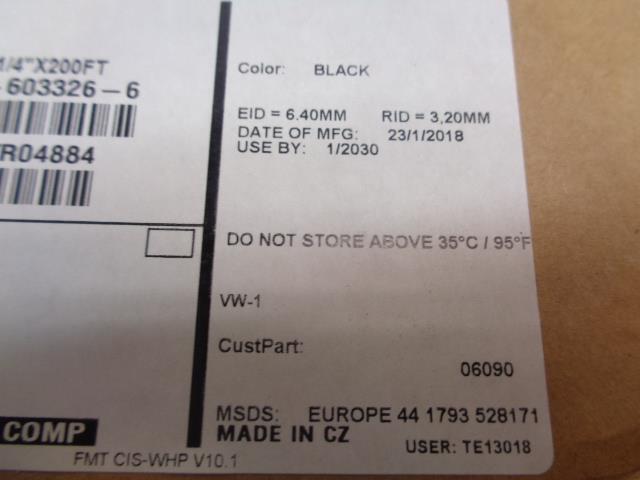 1/4"X200FT
603326-6
R04884
COMP
FMT CIS-WHP V10.1
Color: BLACK
EID = 6.40MM RID = 3,20MM
DATE OF MFG: 23/1/2018
USE BY: 1/2030
DO NOT STORE ABOVE 35°C / 95°F
VW-1
CustPart:
06090
MSDS: EUROPE 44 1793 528171
MADE IN CZ
USER: TE13018